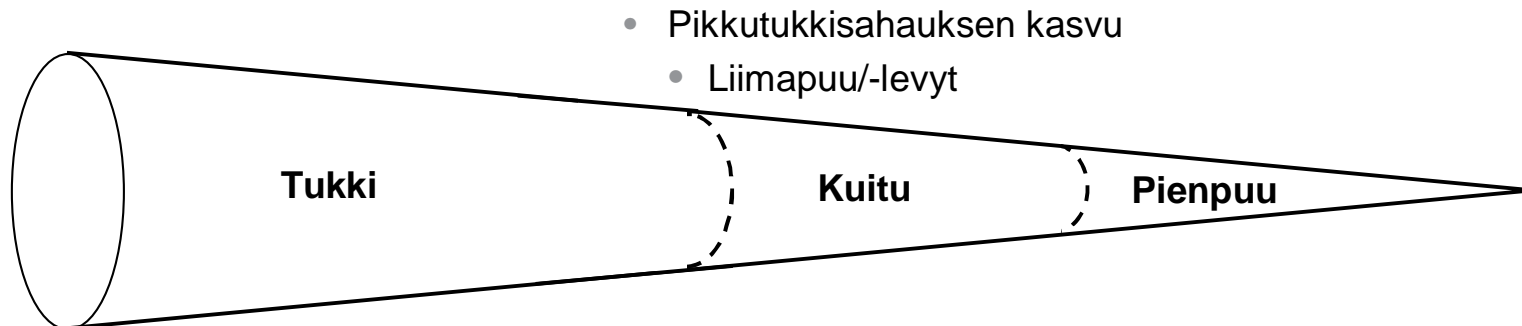 • Pikkutukkisahauksen kasvu
• Liimapuu/-levyt
Tukki
Kuitu
Pienpuu